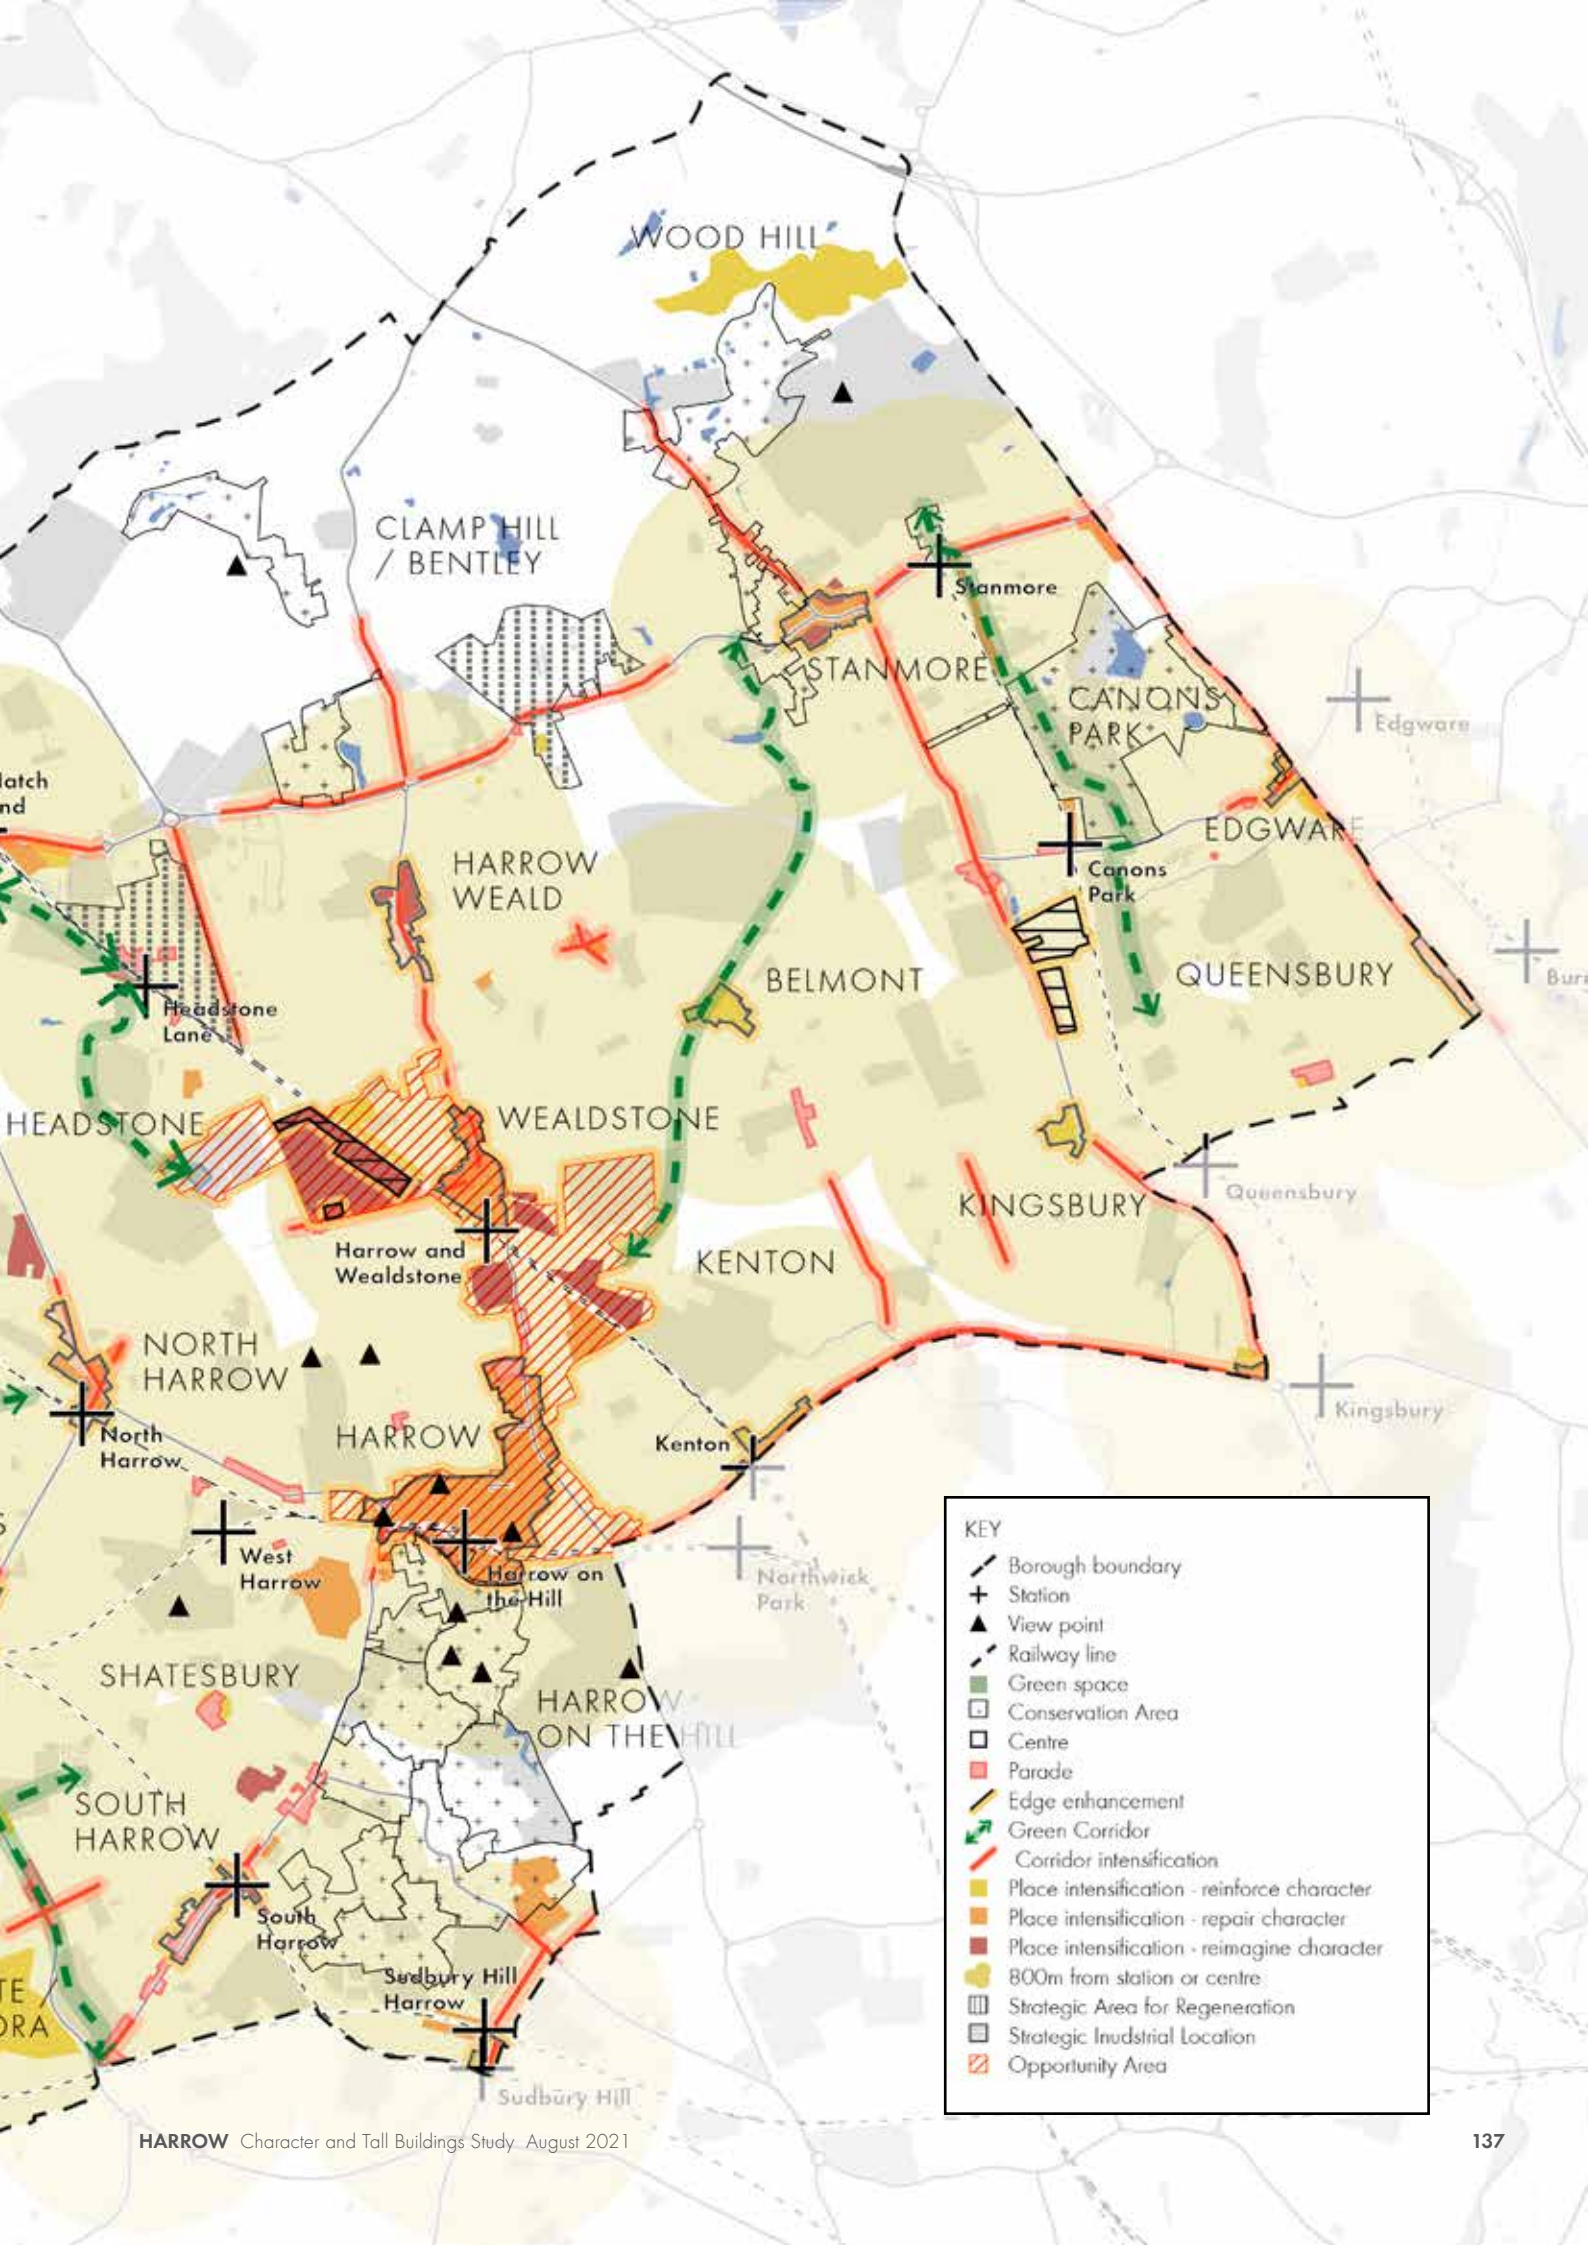 WOOD HILL
CLAMP HILL
/ BENTLEY
Stanmore
STANMORE
CANONS
PARK
Edgware
latch
nd
EDGWARE
HARROW
WEALD
Canons
Park
BELMONT
QUEENSBURY
Headstone
Lane
HEADSTONE
WEALDSTONE
Queensbury
KINGSBURY
Harrow and
Wealdstone
KENTON
NORTH
HARROW
Kingsbury
HARROW
North
Harrow
Kenton
West
Harrow
Harrow on
the Hill
Northwick
Park
SHATESBURY
HARROW
ON THE HILL
SOUTH
HARROW
South
Harrow
Sudbury Hill
Harrow
TE /
ORA
Sudbury Hill
KEY
Borough boundary
Station
View point
Railway line
Green space
Conservation Area
Centre
Parade
Edge enhancement
Green Corridor
Corridor intensification
Place intensification - reinforce character
Place intensification - repair character
Place intensification - reimagine character
800m from station or centre
Strategic Area for Regeneration
Strategic Inudstrial Location
Opportunity Area
HARROW Character and Tall Buildings Study August 2021
137